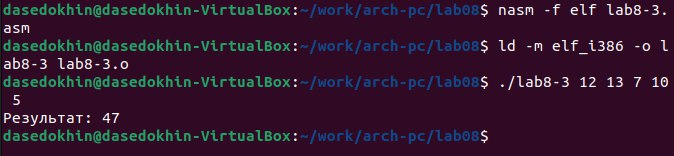 dasedokhin@dasedokhin-VirtualBox:~/work/arch-pc/lab08$ nasm -f elf lab8-3.
asm
dasedokhin@dasedokhin-VirtualBox:~/work/arch-pc/lab08$ ld -m elf_i386 -o l
ab8-3 lab8-3.o
dasedokhin@dasedokhin-VirtualBox:~/work/arch-pc/lab08$ ./lab8-3 12 13 7 10
 5
Результат: 47
dasedokhin@dasedokhin-VirtualBox:~/work/arch-pc/lab08$